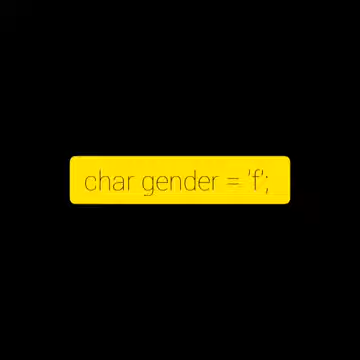 char gender = 'f';